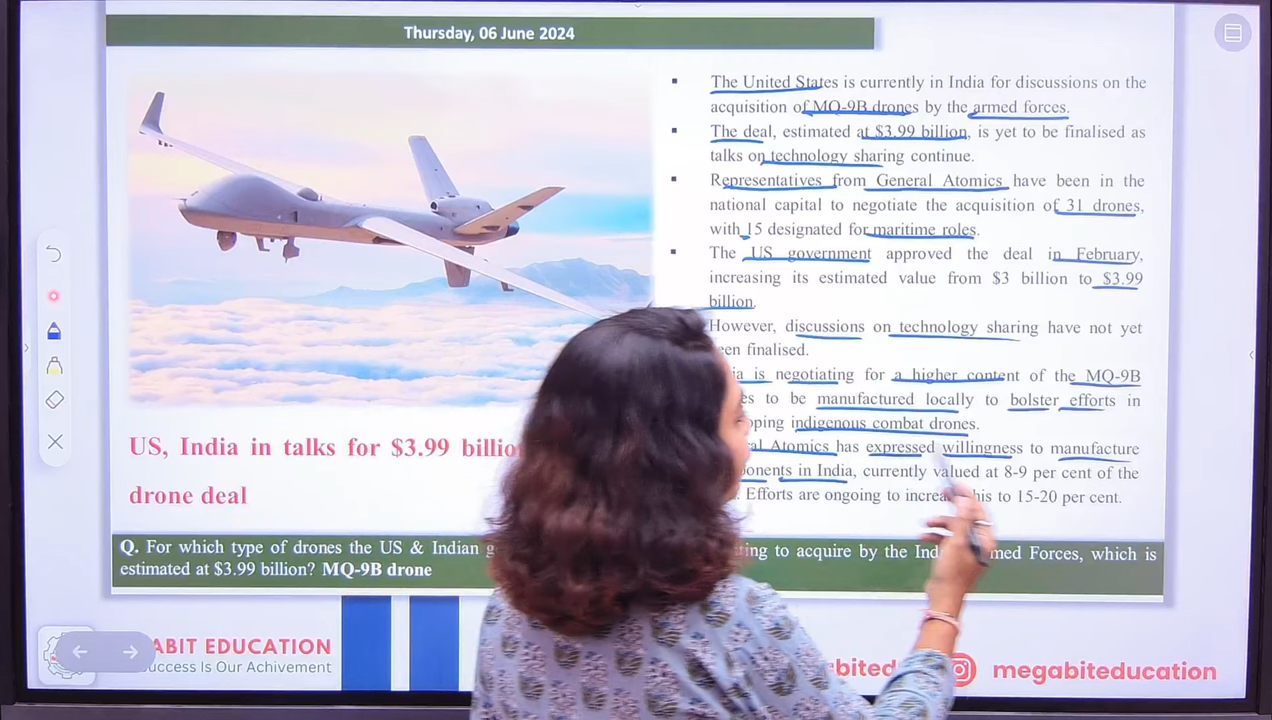 Thursday, 06 June 2024
The United States is currently in India for discussions on the
acquisition of MQ-9B drones by the armed forces.
The deal, estimated at $3.99 billion, is yet to be finalised as
talks on technology sharing continue.
Representatives from General Atomics have been in the
national capital to negotiate the acquisition of 31 drones,
with 15 designated for maritime roles.
The US government approved the deal in February,
increasing its estimated value from $3 billion to $3.99
billion.
However, discussions on technology sharing have not yet
een finalised.
ia is negotiating for a higher content of the MQ-9B
es to be manufactured locally to bolster efforts in
ping indigenous combat drones.
al Atomics has expressed willingness to manufacture
ponents in India, currently valued at 8-9 per cent of the
. Efforts are ongoing to increa his to 15-20 per cent.
US, India in talks for $3.99 billio
drone deal
Q. For which type of drones the US & Indian g ting to acquire by the Ind med Forces, which is
estimated at $3.99 billion? MQ-9B drone
ABIT EDUCATION
uccess Is Our Achivement
abited
megabiteducation